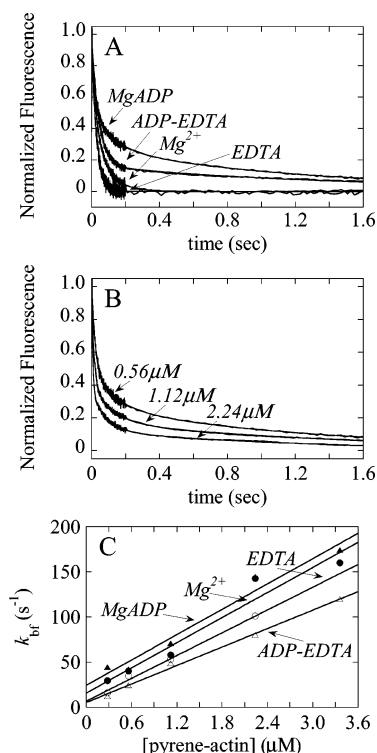 A
Normalized Fluorescence
1.0
0.8
0.6
0.4
0.2
0
MgADP
ADP-EDTA
Mg2+
EDTA
0 0.4 0.8 1.2 1.6
time (sec)
B
Normalized Fluorescence
1.0
0.8
0.6
0.4
0.2
0
0.56μM
1.12μM
2.24μM
0 0.4 0.8 1.2 1.6
time (sec)
C
kbf (s-1)
200
150
100
50
0
EDTA
Mg2+
MgADP
ADP-EDTA
0.0 0.6 1.2 1.8 2.4 3.0 3.6
[pyrene-actin] (μM)